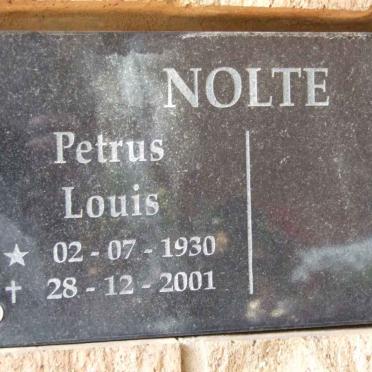 NOLTE
Petrus
Louis
★ 02 - 07 - 1930
✝ 28 - 12 - 2001